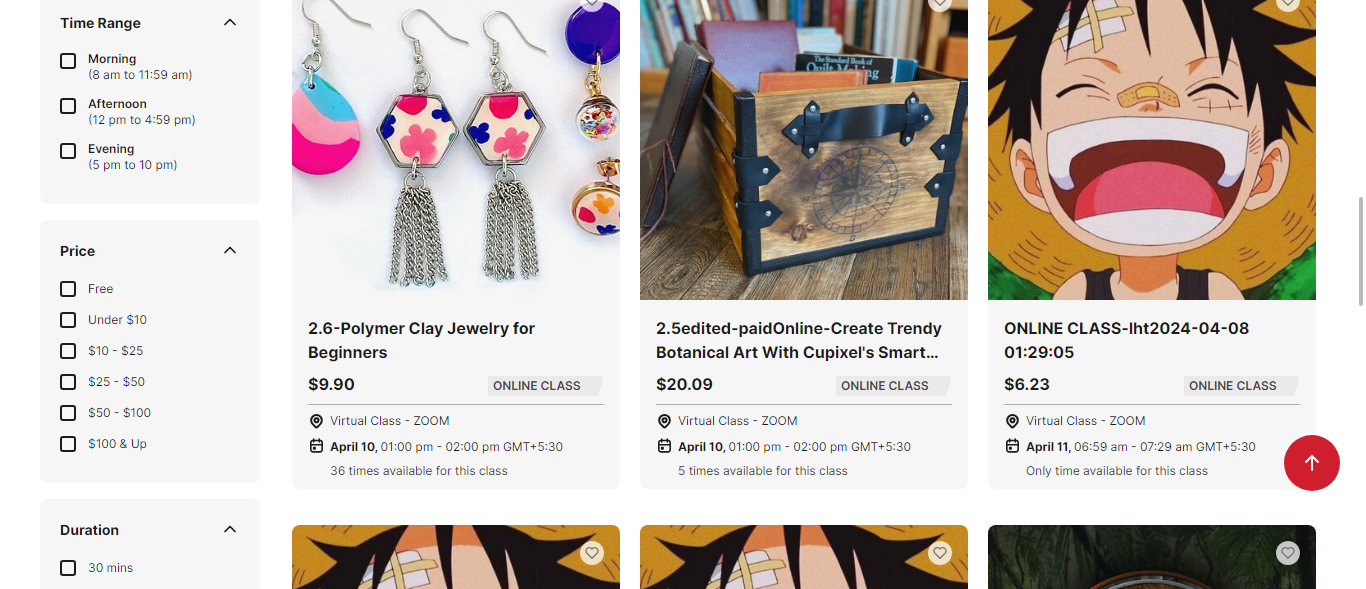 Time Range
Morning
(8 am to 11:59 am)
Afternoon
(12 pm to 4:59 pm)
Evening
(5 pm to 10 pm)
Price
Free
Under $10
$10 - $25
$25 - $50
$50 - $100
$100 & Up
Duration
30 mins
2.6-Polymer Clay Jewelry for
Beginners
$9.90
ONLINE CLASS
Virtual Class - ZOOM
April 10, 01:00 pm - 02:00 pm GMT+5:30
36 times available for this class
The Standard Book of
Quilt Making
2.5edited-paidOnline-Create Trendy
Botanical Art With Cupixel's Smart...
$20.09
ONLINE CLASS
Virtual Class - ZOOM
April 10, 01:00 pm - 02:00 pm GMT+5:30
5 times available for this class
ONLINE CLASS-lht2024-04-08
01:29:05
$6.23
ONLINE CLASS
Virtual Class - ZOOM
April 11, 06:59 am - 07:29 am GMT+5:30
Only time available for this class